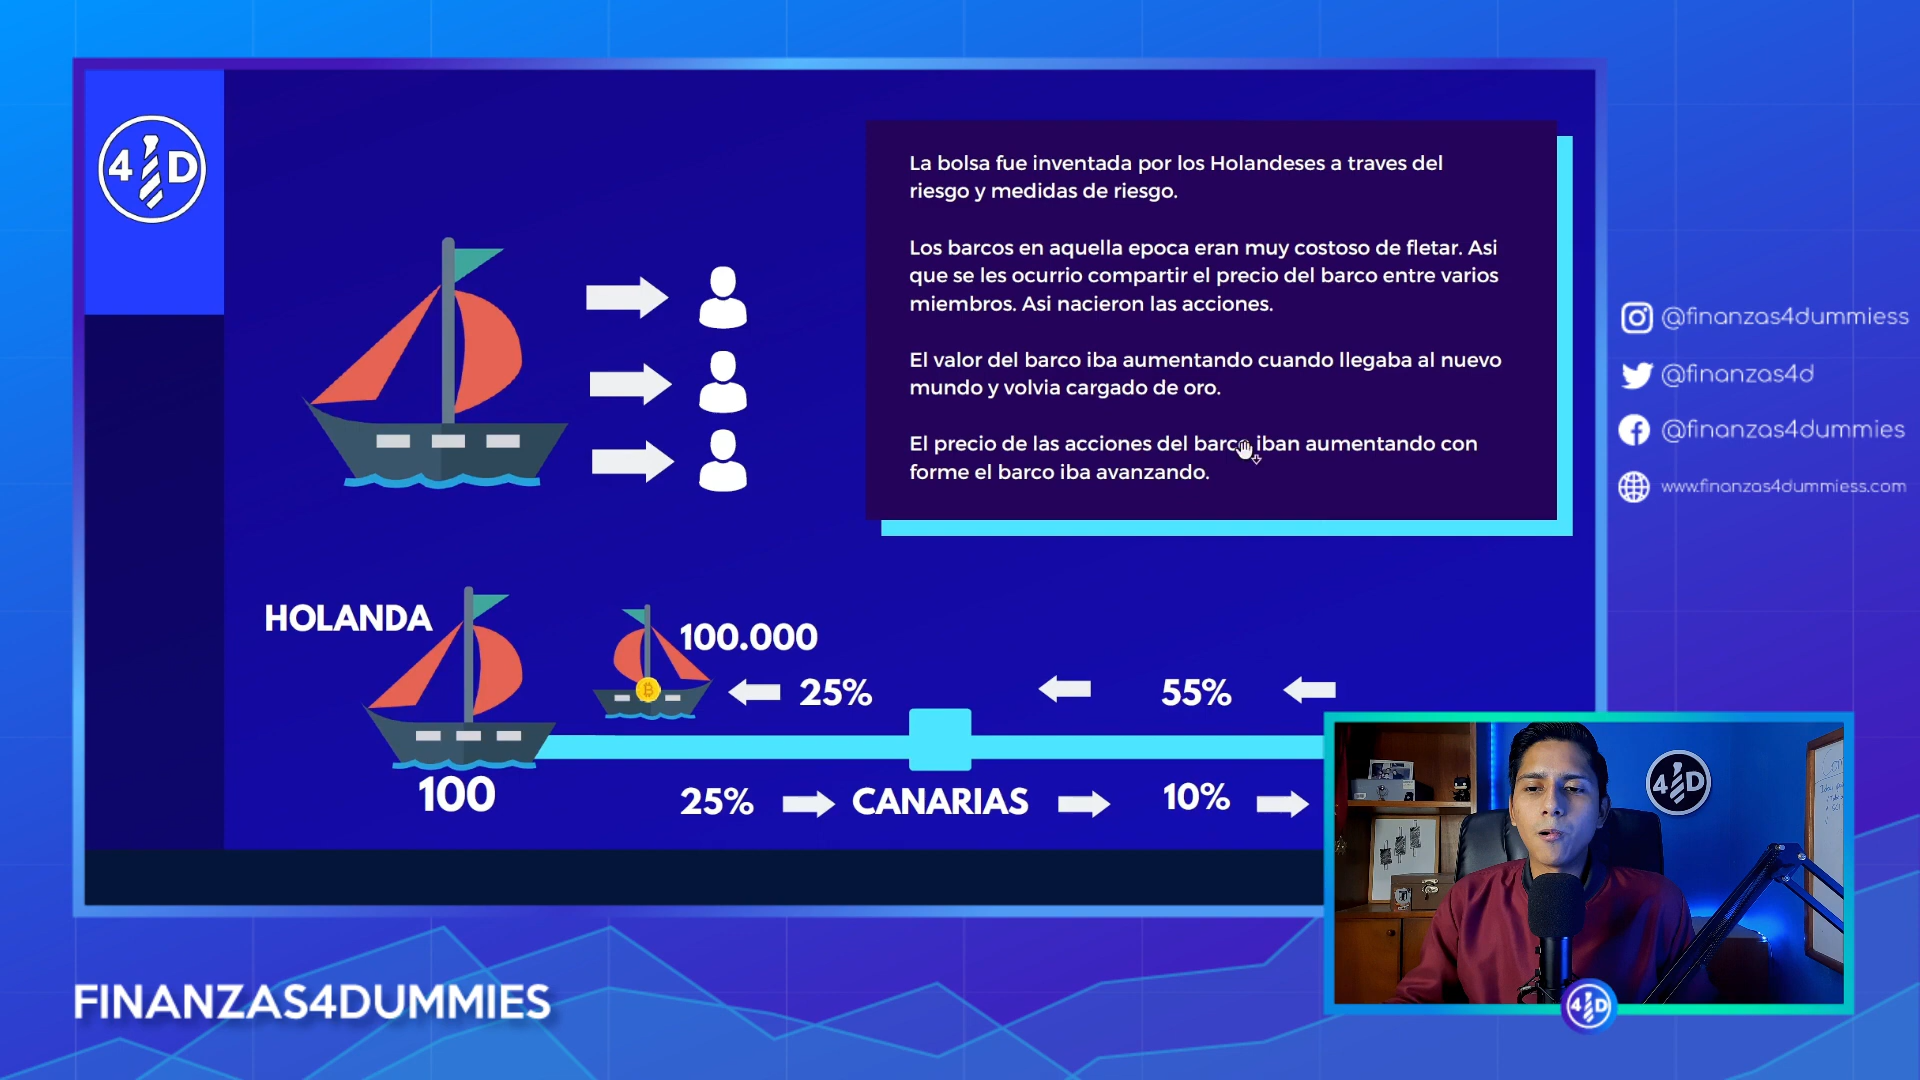 4 D
La bolsa fue inventada por los Holandeses a traves del
riesgo y medidas de riesgo.
Los barcos en aquella epoca eran muy costoso de fletar. Asi
que se les ocurrio compartir el precio del barco entre varios
miembros. Asi nacieron las acciones.
El valor del barco iba aumentando cuando llegaba al nuevo
mundo y volvia cargado de oro.
El precio de las acciones del barco iban aumentando con
forme el barco iba avanzando.
@finanzas4dummiess
@finanzas4d
@finanzas4dummies
www.finanzas4dummiess.com
HOLANDA
100.000
25%
55%
100
25%
CANARIAS
10%
4 D
4 D
FINANZAS4DUMMIES